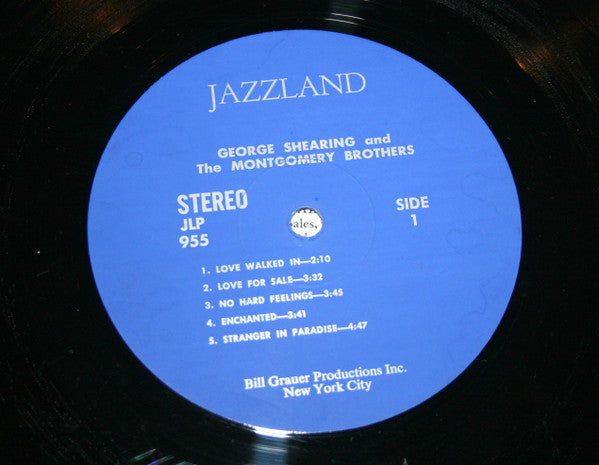 JAZZLAND
GEORGE SHEARING and
The MONTGOMERY BROTHERS
STEREO
JLP
955
SIDE
1
ales,
1. LOVE WALKED IN—2:10
2. LOVE FOR SALE—3:32
3. NO HARD FEELINGS—3:45
4. ENCHANTED—3:41
5. STRANGER IN PARADISE—4:47
Bill Grauer Productions Inc.
New York City